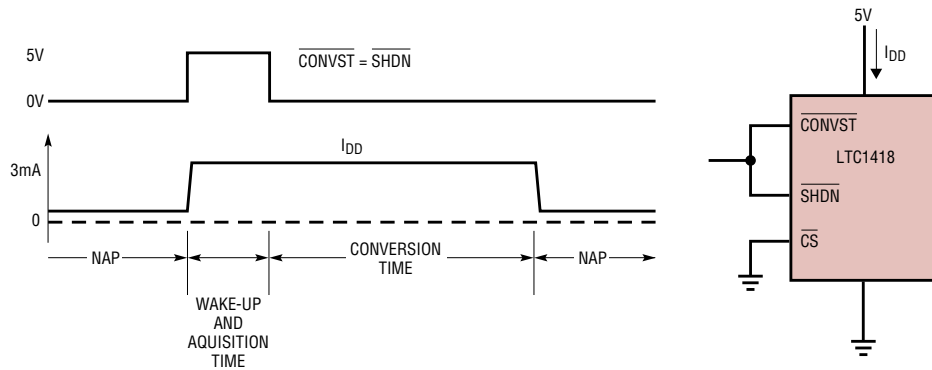 5V
CONVST = SHDN
0V
IDD
3mA
0
NAP
CONVERSION
TIME
NAP
WAKE-UP
AND
AQUISITION
TIME
5V
IDD
CONVST
LTC1418
SHDN
CS